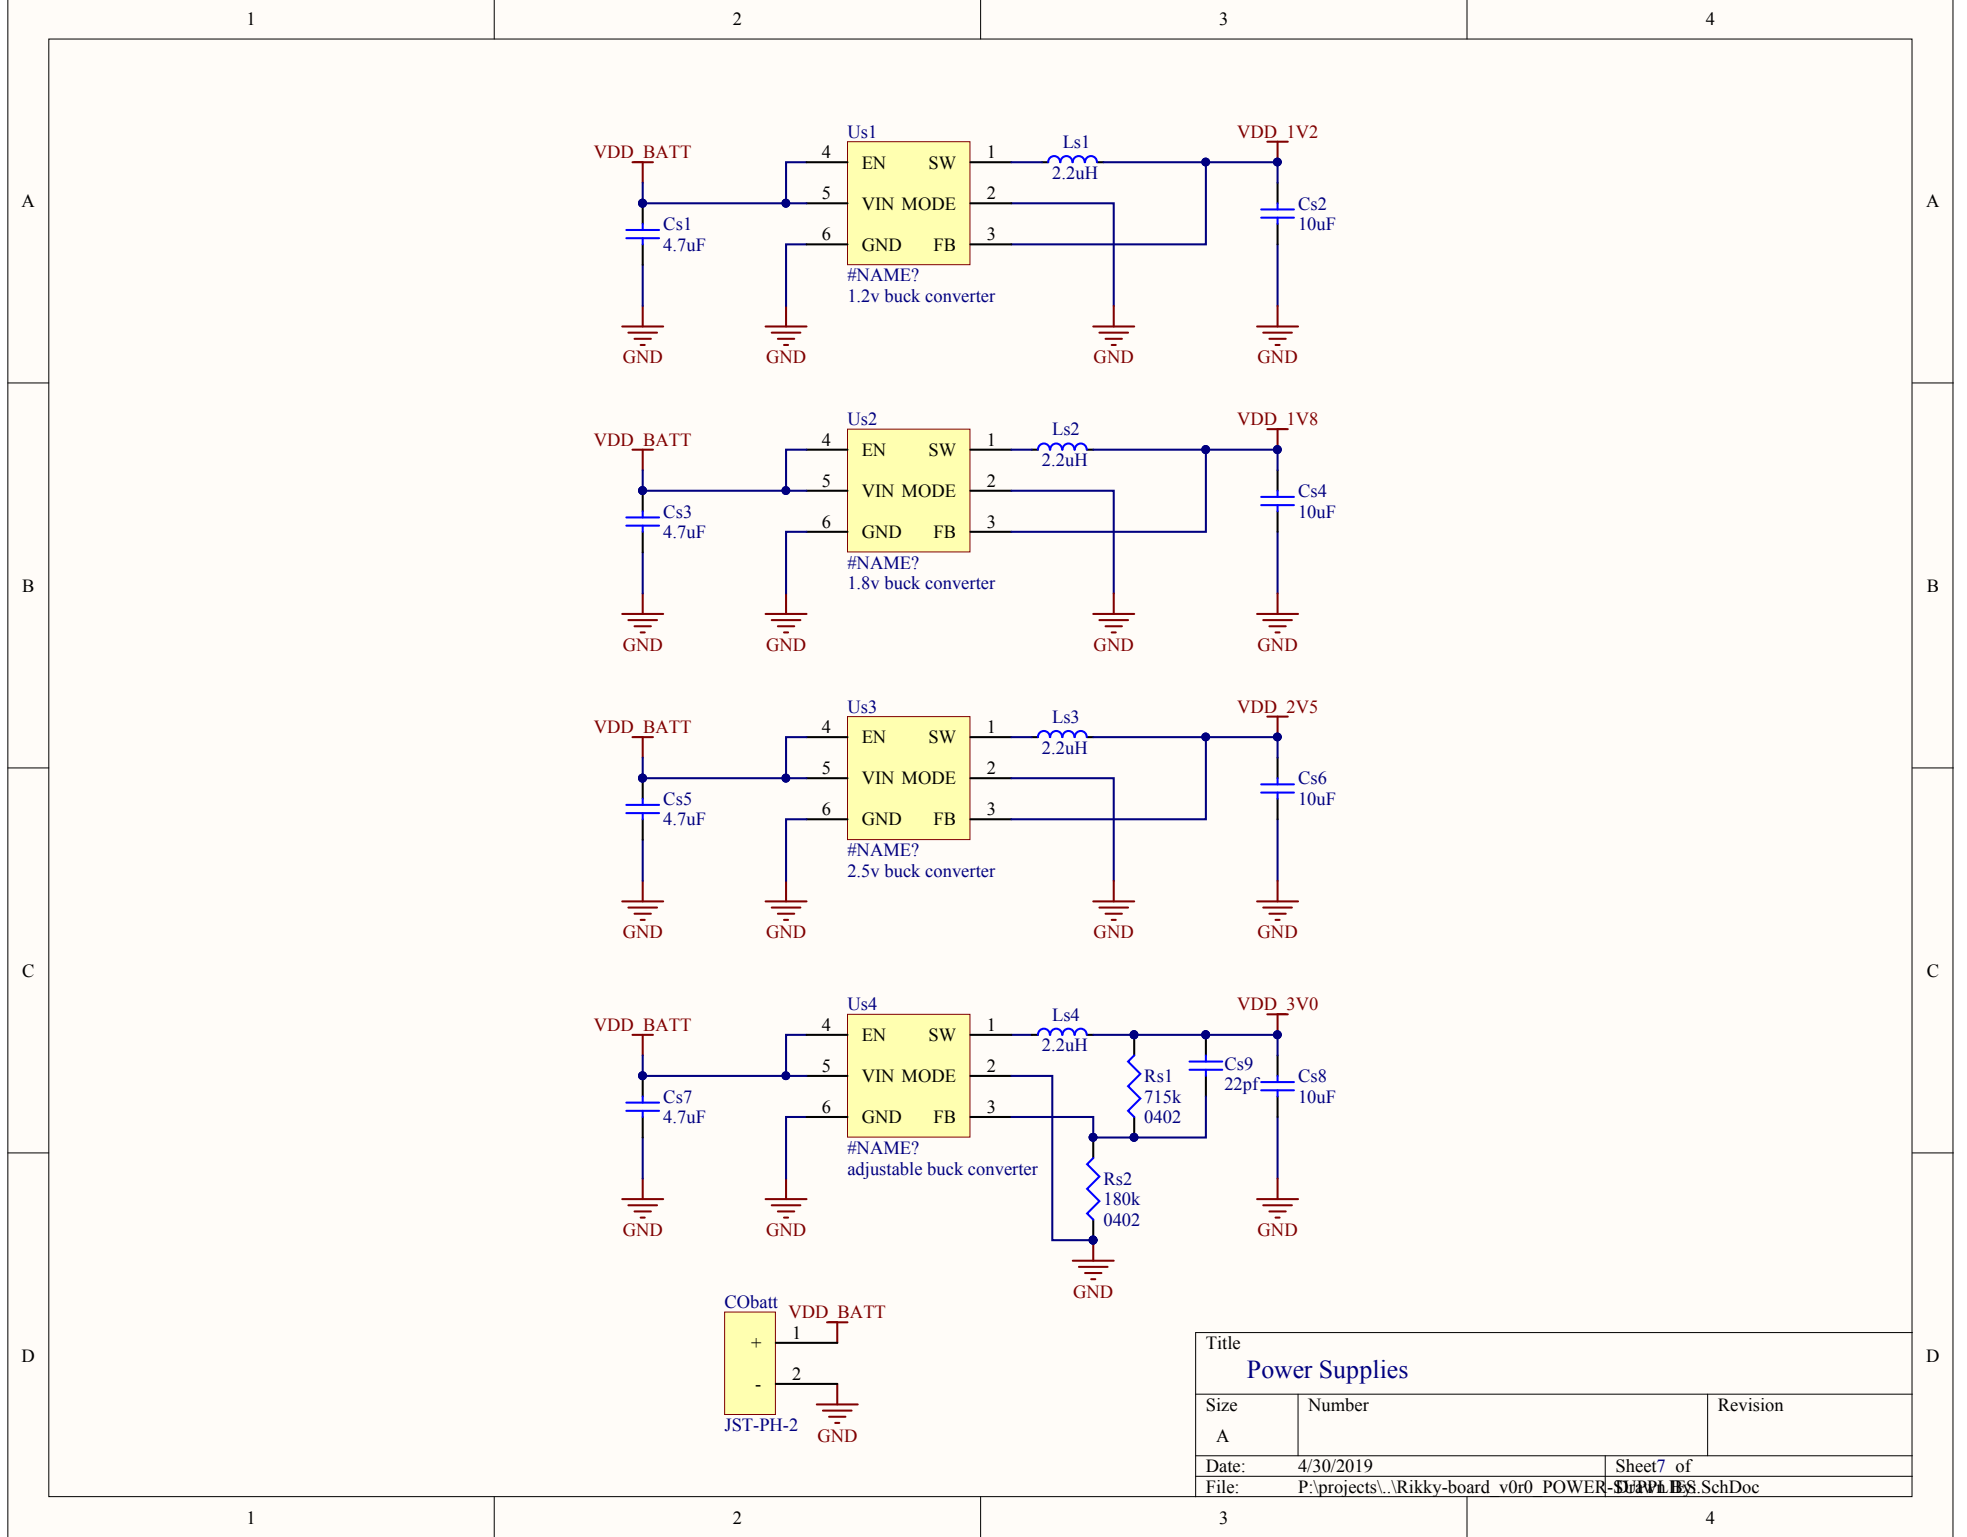 1 2 3 4
A A
B B
C C
D D
VDD_BATT
Cs1
4.7uF
GND
GND
Us1
4 EN SW 1
5 VIN MODE 2
6 GND FB 3
#NAME?
1.2v buck converter
Ls1
2.2uH
GND
VDD_1V2
Cs2
10uF
GND
VDD_BATT
Cs3
4.7uF
GND
GND
Us2
4 EN SW 1
5 VIN MODE 2
6 GND FB 3
#NAME?
1.8v buck converter
Ls2
2.2uH
GND
VDD_1V8
Cs4
10uF
GND
VDD_BATT
Cs5
4.7uF
GND
GND
Us3
4 EN SW 1
5 VIN MODE 2
6 GND FB 3
#NAME?
2.5v buck converter
Ls3
2.2uH
GND
VDD_2V5
Cs6
10uF
GND
VDD_BATT
Cs7
4.7uF
GND
GND
Us4
4 EN SW 1
5 VIN MODE 2
6 GND FB 3
#NAME?
adjustable buck converter
Ls4
2.2uH
Rs1
715k
0402
Cs9
22pf
Rs2
180k
0402
GND
VDD_3V0
Cs8
10uF
GND
CObatt
VDD_BATT
+ 1
- 2
JST-PH-2
GND
Title
Power Supplies
Size
A
Number
Revision
Date: 4/30/2019
Sheet7 of
File: P:\projects\..\Rikky-board_v0r0_POWER-SUPPLIES.SchDoc
Drawn By:
1 2 3 4